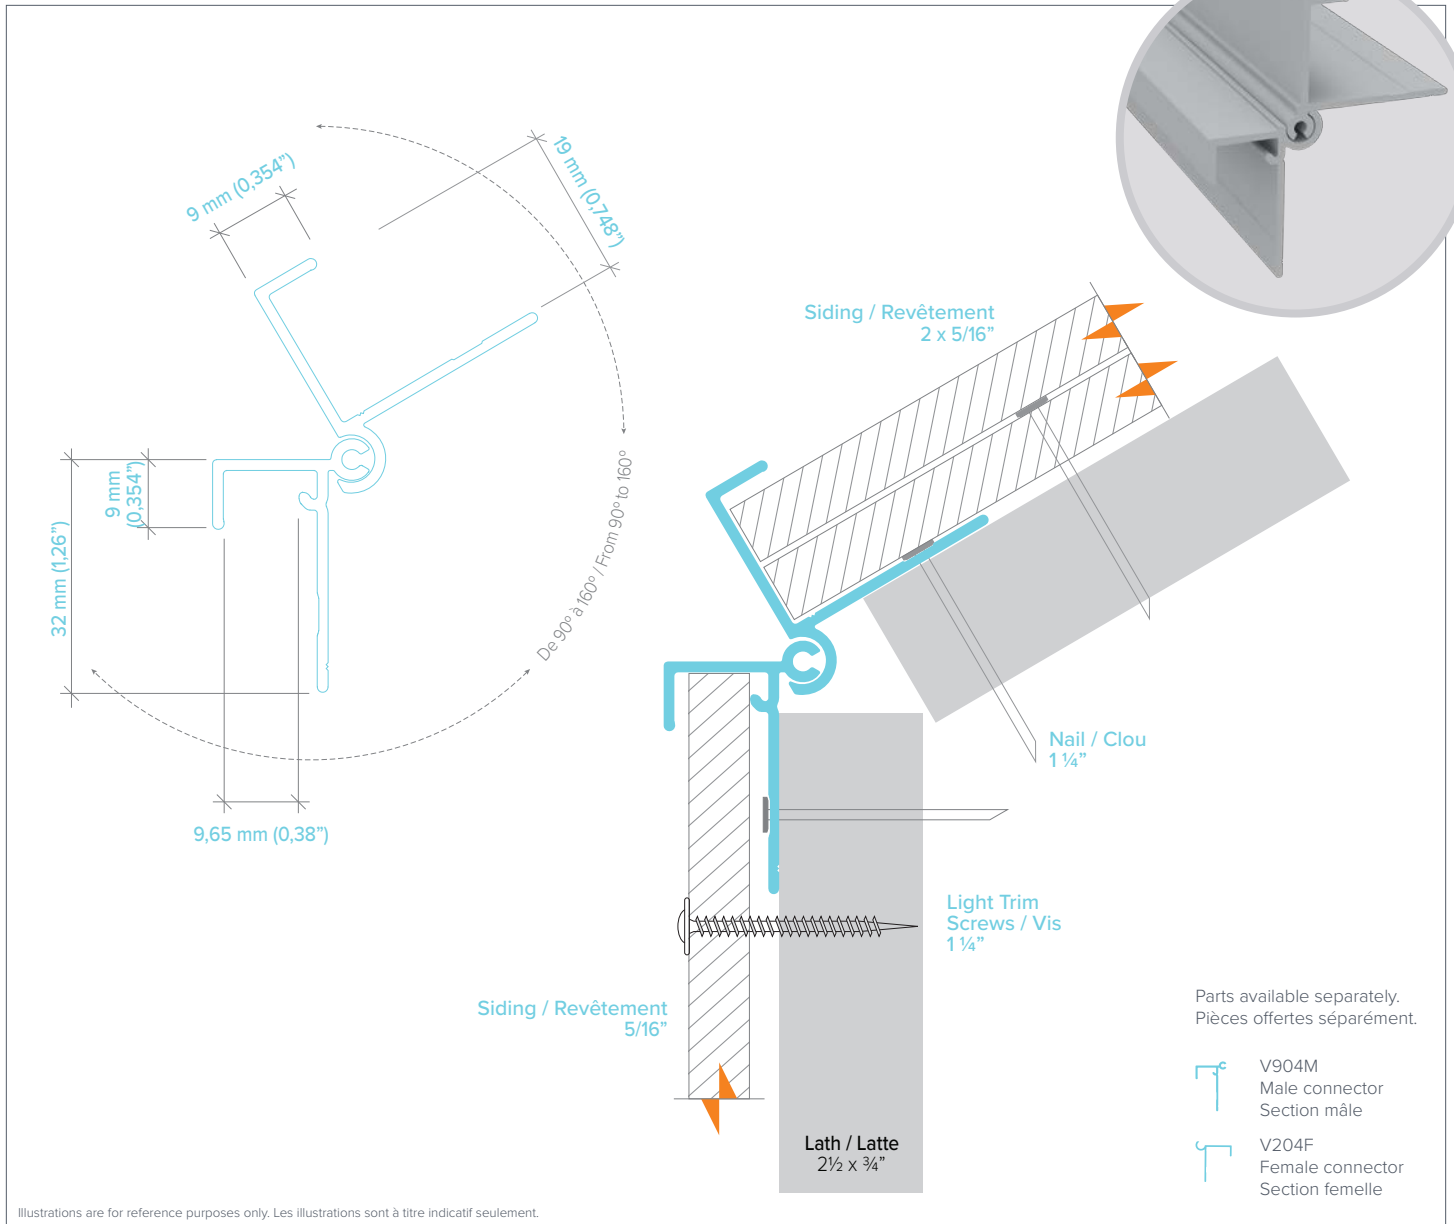 9 mm (0,354”)
19 mm (0,748”)
Siding / Revêtement
2 x 5/16”
9 mm
(0,354”)
32 mm (1,26”)
De 90º à 160º / From 90º to 160º
9,65 mm (0,38”)
Nail / Clou
1 ¼”
Light Trim
Screws / Vis
1 ¼”
Siding / Revêtement
5/16”
Lath / Latte
2½ x ¾”
Parts available separately.
Pièces offertes séparément.
V904M
Male connector
Section mâle
V204F
Female connector
Section femelle
Illustrations are for reference purposes only. Les illustrations sont à titre indicatif seulement.